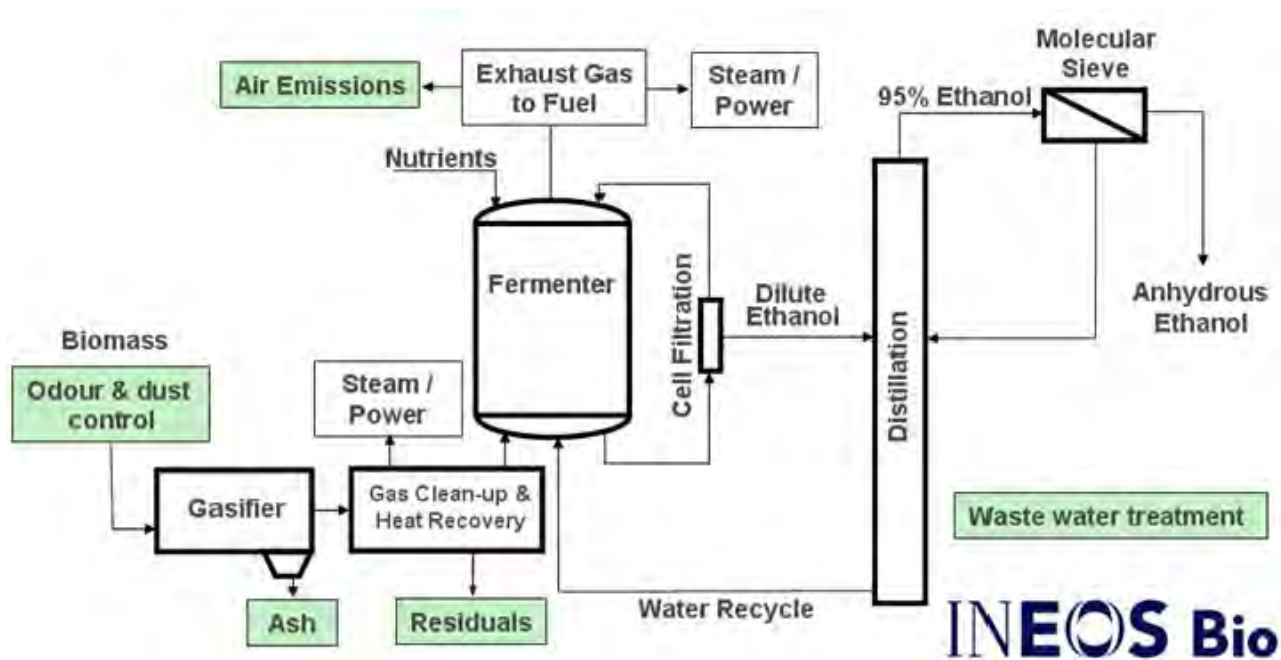 Molecular
Sieve
Air Emissions
Exhaust Gas
to Fuel
Steam /
Power
95% Ethanol
Nutrients
Fermenter
Cell Filtration
Dilute
Ethanol
Distillation
Anhydrous
Ethanol
Biomass
Odour & dust
control
Steam /
Power
Gasifier
Gas Clean-up &
Heat Recovery
Waste water treatment
Ash
Residuals
Water Recycle
INEOS Bio